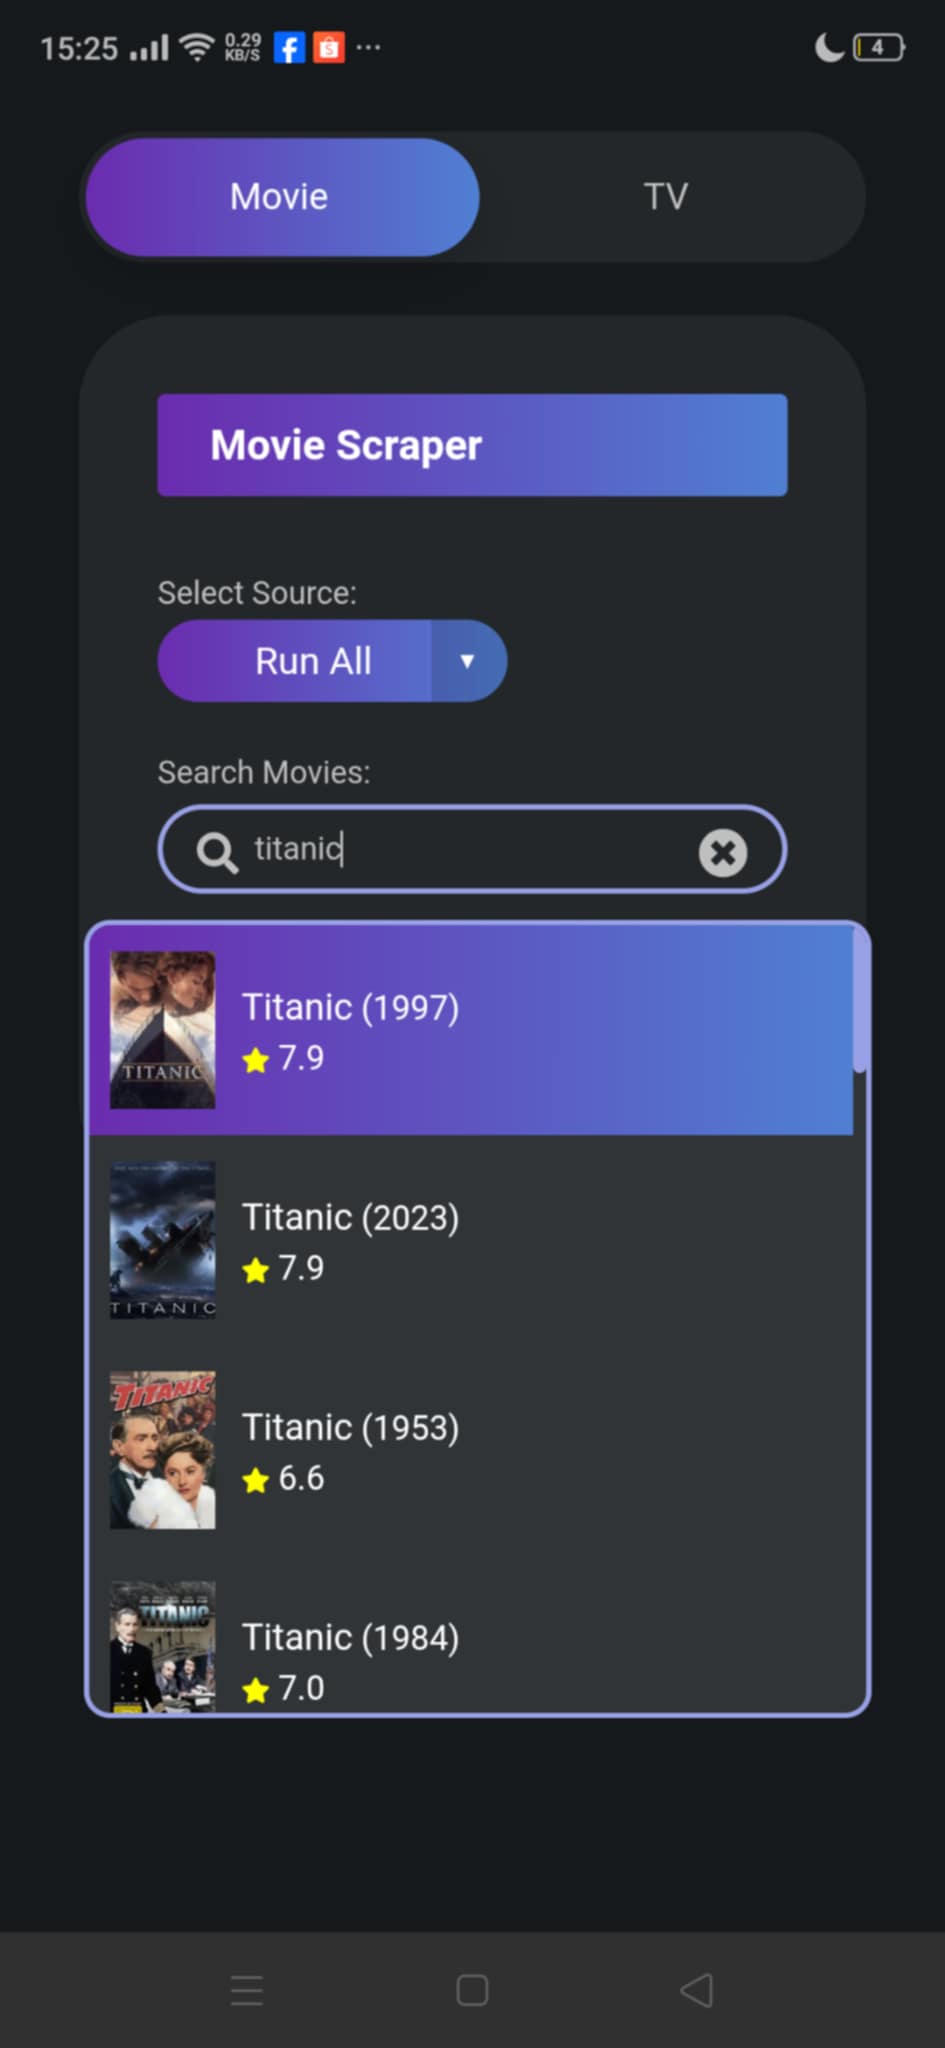 15:25 0.29 KB/S 4
Movie
TV
Movie Scraper
Select Source:
Run All
Search Movies:
titanic
TITANIC
Titanic (1997)
7.9
TITANIC
Titanic (2023)
7.9
TITANIC
Titanic (1953)
6.6
TITANIC
Titanic (1984)
7.0